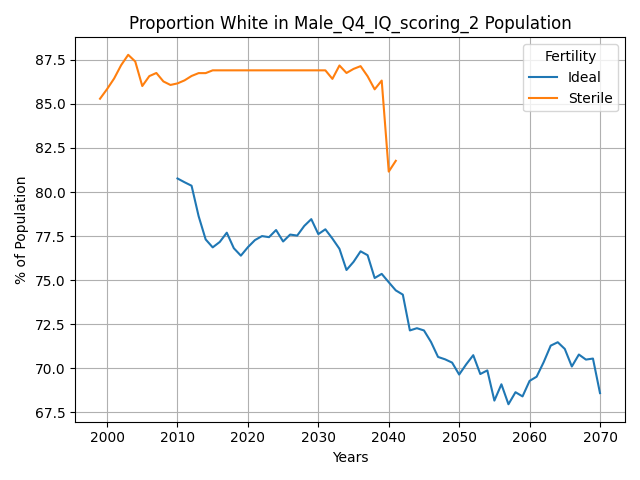 Proportion White in Male_Q4_IQ_scoring_2 Population
% of Population
87.5
85.0
82.5
80.0
77.5
75.0
72.5
70.0
67.5
Fertility
Ideal
Sterile
2000 2010 2020 2030 2040 2050 2060 2070
Years